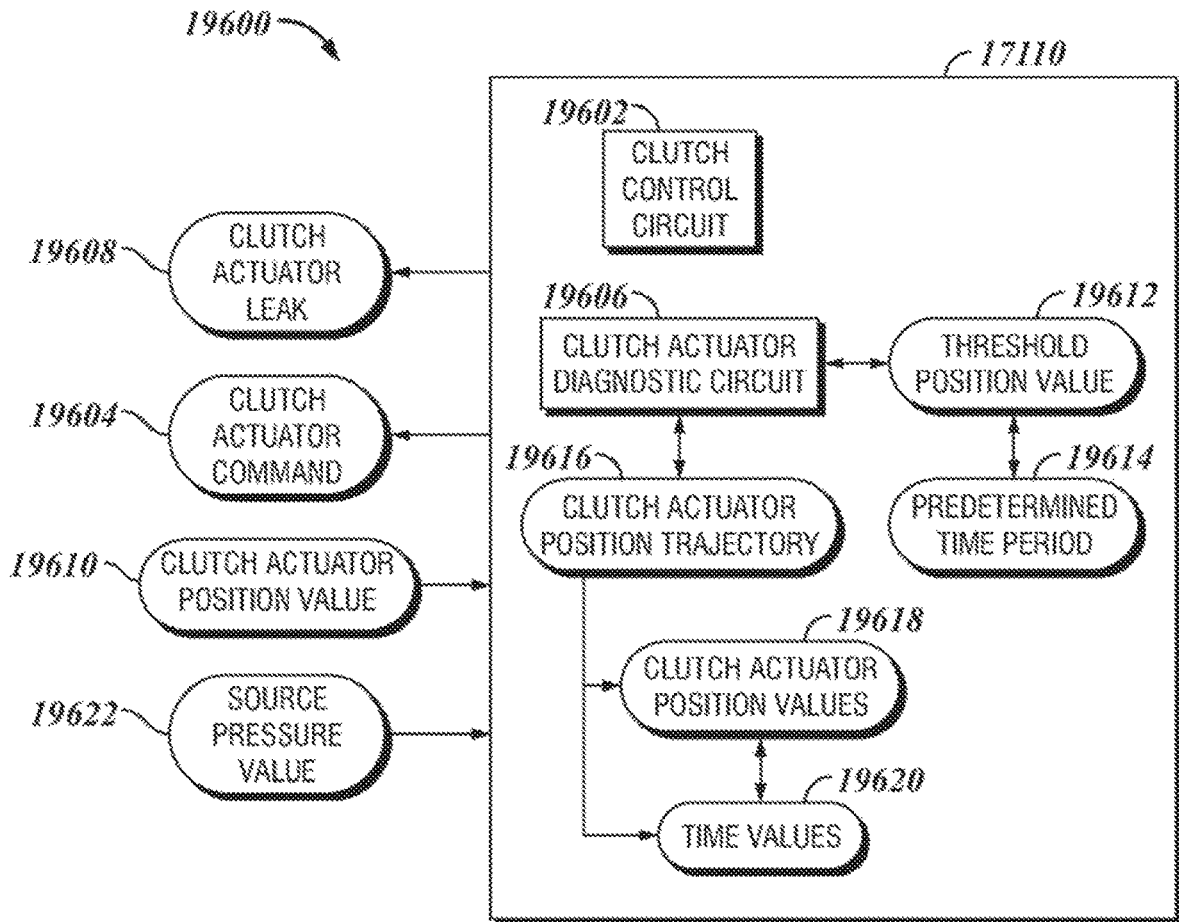 19600
17110
19602
CLUTCH
CONTROL
CIRCUIT
19608
CLUTCH
ACTUATOR
LEAK
19606
CLUTCH ACTUATOR
DIAGNOSTIC CIRCUIT
19612
THRESHOLD
POSITION VALUE
19604
CLUTCH
ACTUATOR
COMMAND
19616
CLUTCH ACTUATOR
POSITION TRAJECTORY
19614
PREDETERMINED
TIME PERIOD
19610
CLUTCH ACTUATOR
POSITION VALUE
19618
CLUTCH ACTUATOR
POSITION VALUES
19622
SOURCE
PRESSURE
VALUE
19620
TIME VALUES